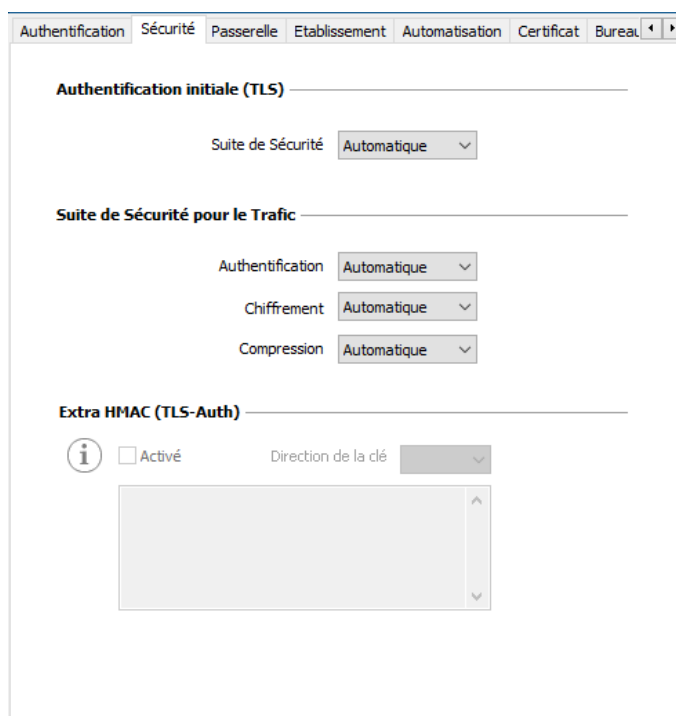 Authentification Sécurité Passerelle Etablissement Automatisation Certificat Bureau
Authentification initiale (TLS)
Suite de Sécurité Automatique
Suite de Sécurité pour le Trafic
Authentification Automatique
Chiffrement Automatique
Compression Automatique
Extra HMAC (TLS-Auth)
i Activé Direction de la clé